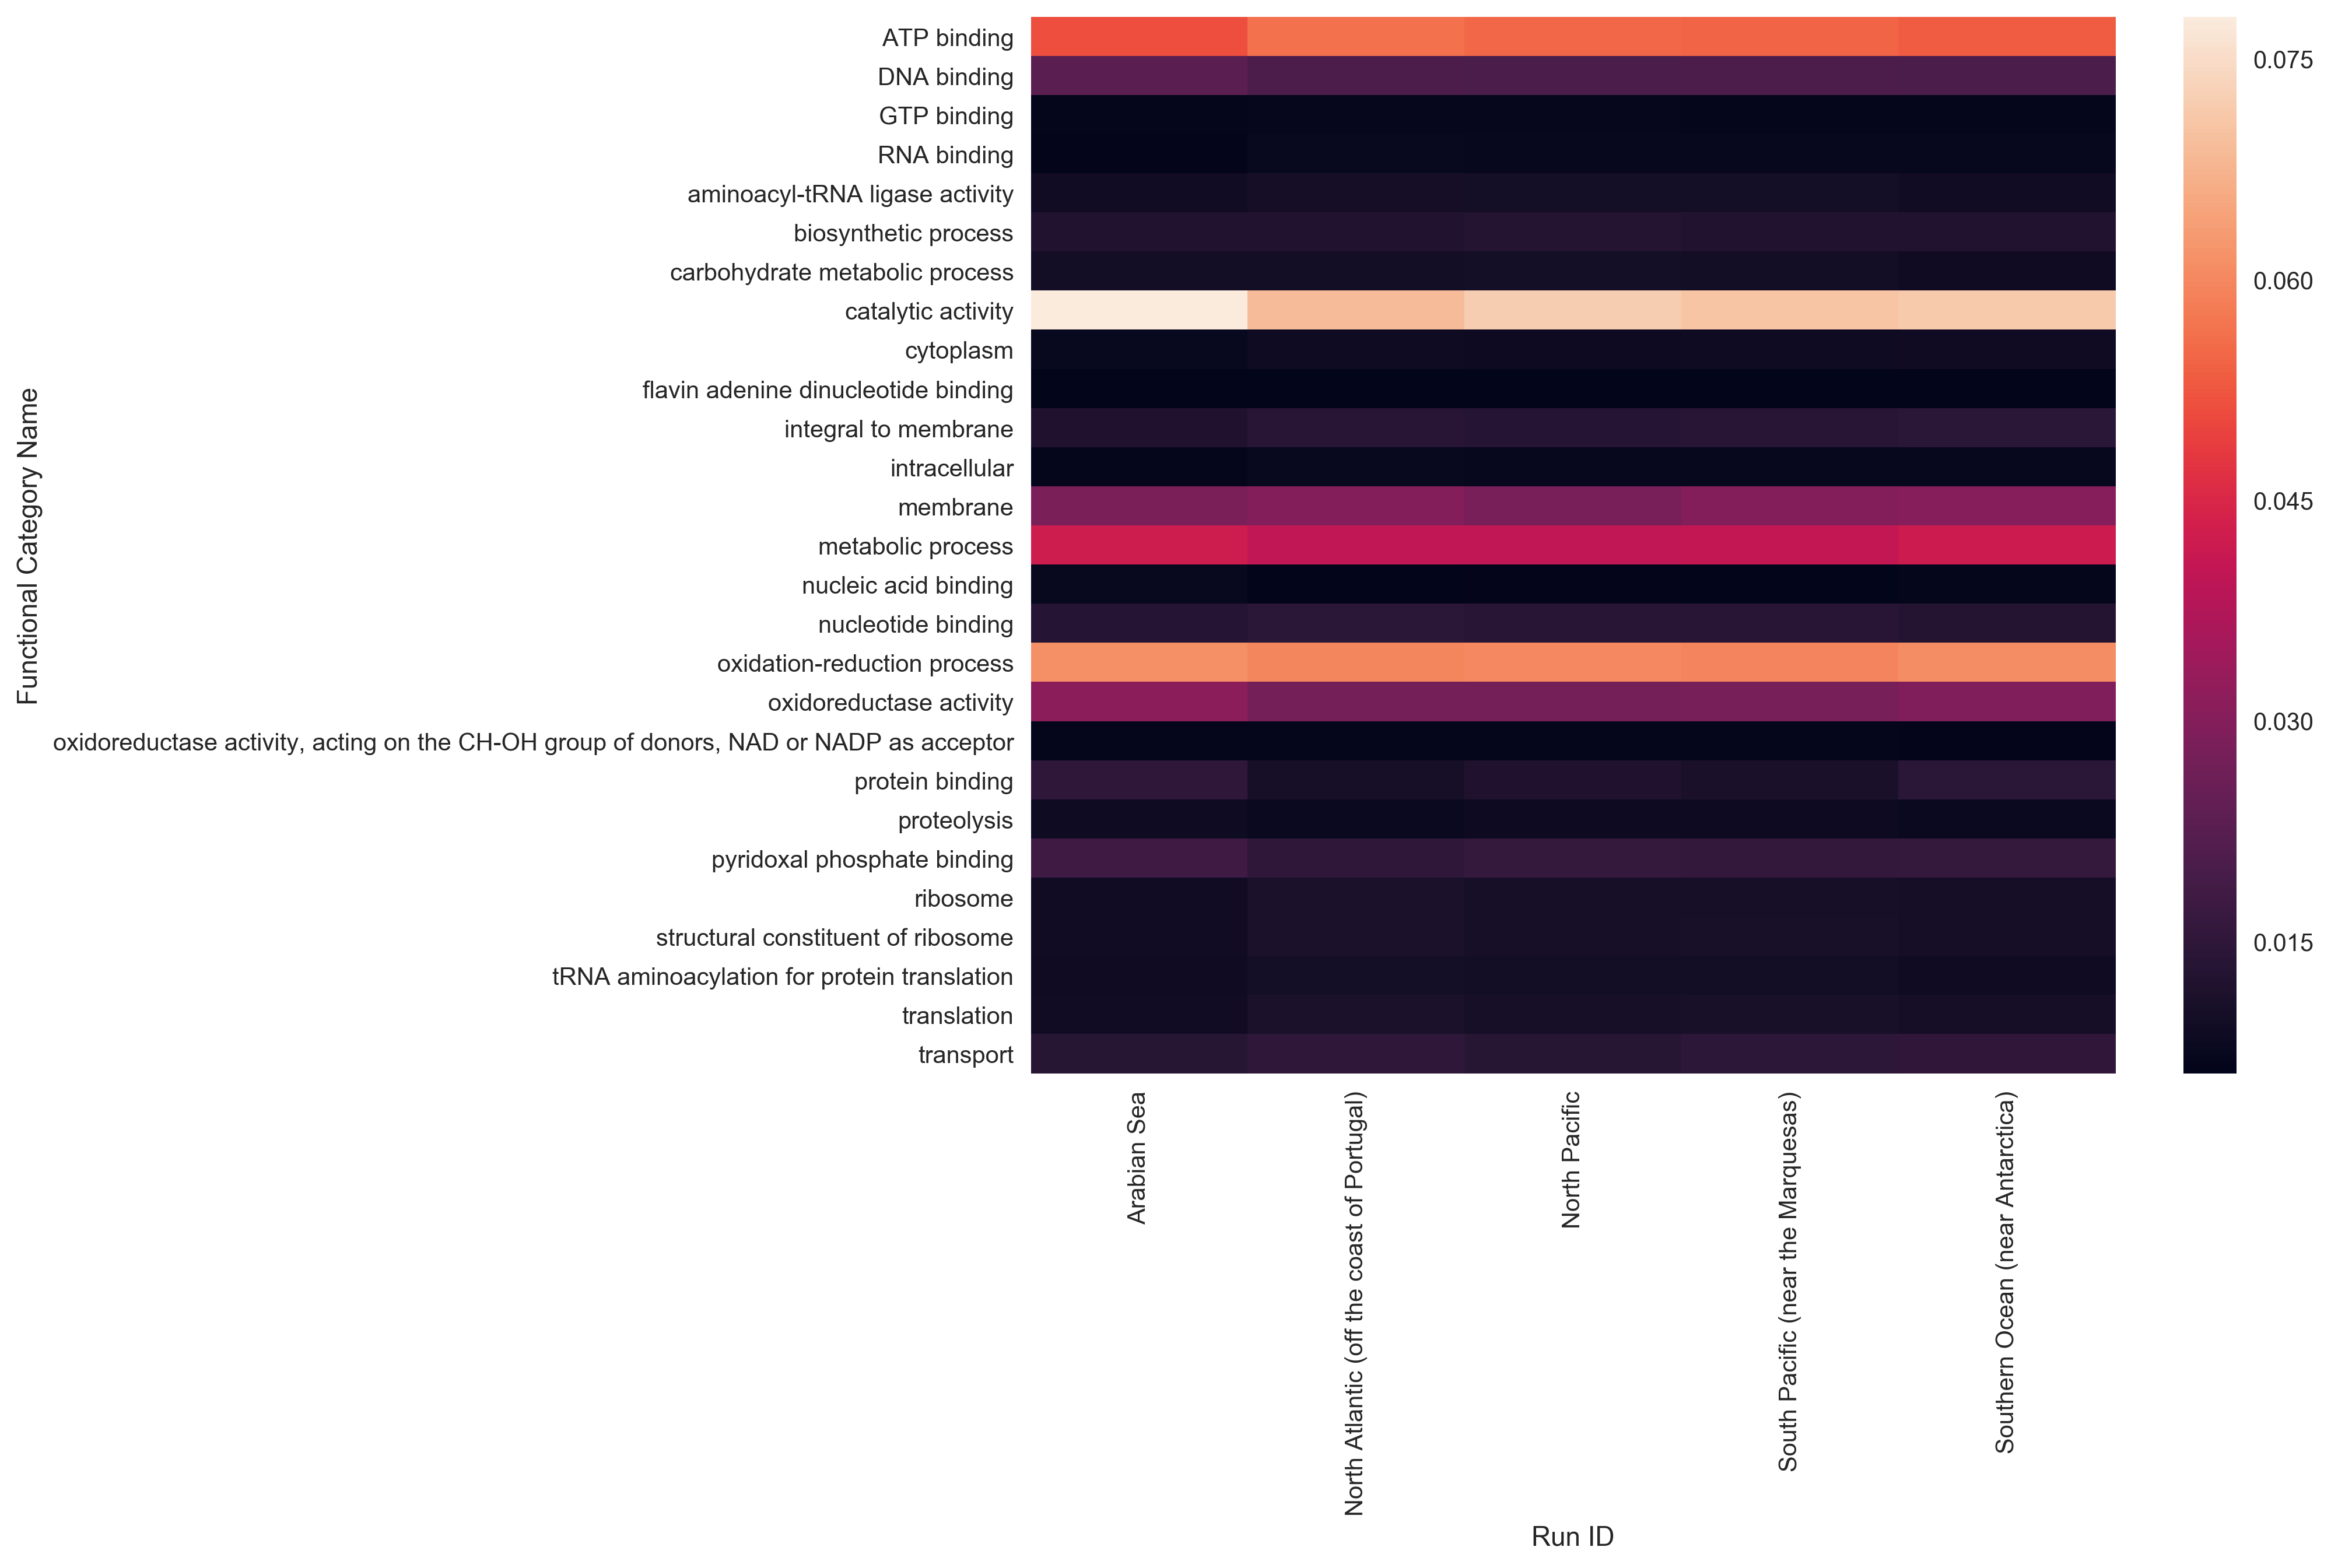 Functional Category Name
ATP binding
DNA binding
GTP binding
RNA binding
aminoacyl-tRNA ligase activity
biosynthetic process
carbohydrate metabolic process
catalytic activity
cytoplasm
flavin adenine dinucleotide binding
integral to membrane
intracellular
membrane
metabolic process
nucleic acid binding
nucleotide binding
oxidation-reduction process
oxidoreductase activity
oxidoreductase activity, acting on the CH-OH group of donors, NAD or NADP as acceptor
protein binding
proteolysis
pyridoxal phosphate binding
ribosome
structural constituent of ribosome
tRNA aminoacylation for protein translation
translation
transport
Arabian Sea
North Atlantic (off the coast of Portugal)
North Pacific
South Pacific (near the Marquesas)
Southern Ocean (near Antarctica)
Run ID
0.075
0.060
0.045
0.030
0.015